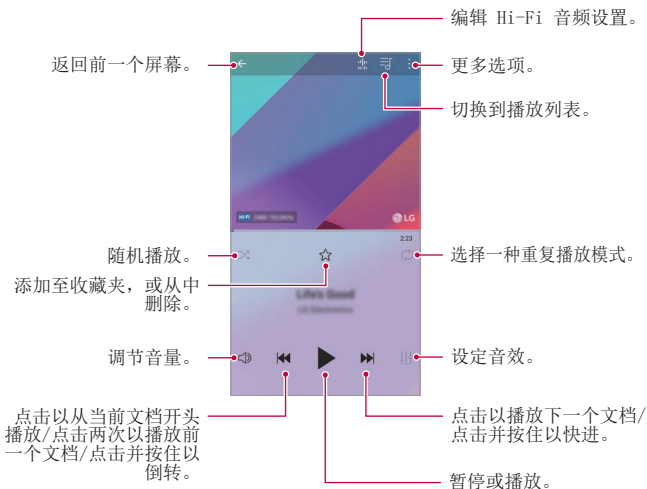 编辑 Hi-Fi 音频设置。
返回前一个屏幕。
更多选项。
切换到播放列表。
Hi-Fi
LG
2:23
随机播放。
选择一种重复播放模式。
添加至收藏夹，或从中
删除。
Life's Good
LG Electronics
调节音量。
设定音效。
点击以从当前文档开头
播放/点击两次以播放前
一个文档/点击并按住以
倒转。
点击以播放下一个文档/
点击并按住以快进。
暂停或播放。